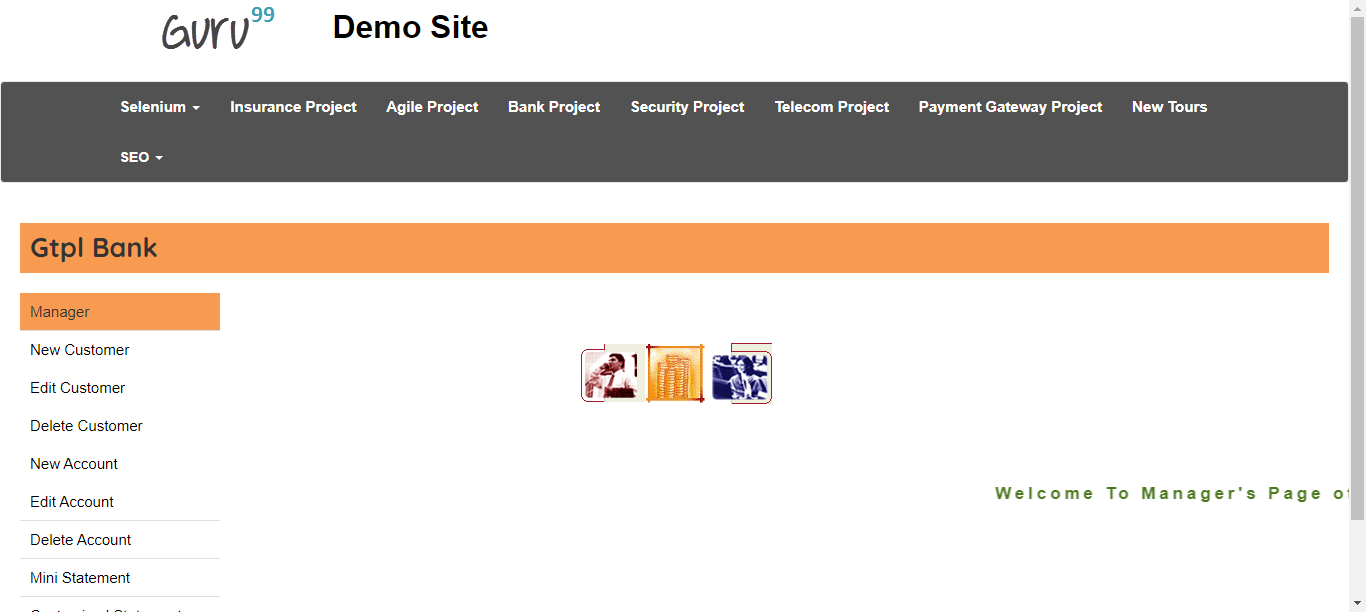 Guru99 Demo Site
Selenium Insurance Project Agile Project Bank Project Security Project Telecom Project Payment Gateway Project New Tours
SEO
Gtpl Bank
Manager
New Customer
Edit Customer
Delete Customer
New Account
Welcome To Manager's Page of
Edit Account
Delete Account
Mini Statement